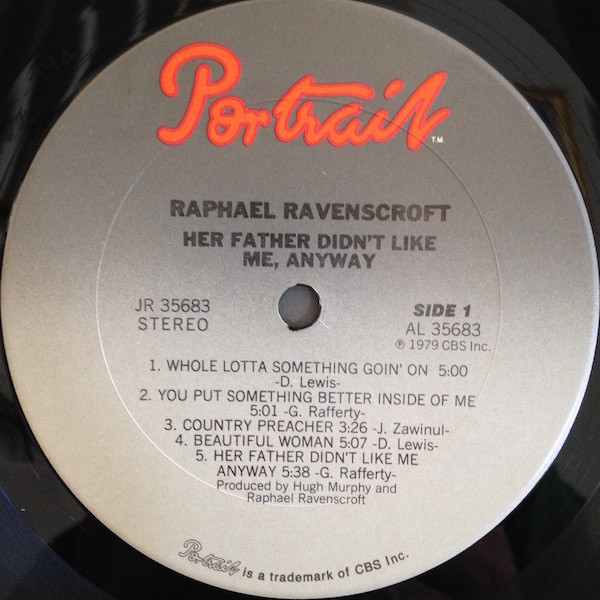 Portrait
T.M.
RAPHAEL RAVENSCROFT
HER FATHER DIDN'T LIKE
ME, ANYWAY
JR 35683
STEREO
SIDE 1
AL 35683
℗ 1979 CBS Inc.
1. WHOLE LOTTA SOMETHING GOIN' ON 5:00
-D. Lewis-
2. YOU PUT SOMETHING BETTER INSIDE OF ME
5:01 -G. Rafferty-
3. COUNTRY PREACHER 3:26 -J. Zawinul-
4. BEAUTIFUL WOMAN 5:07 -D. Lewis-
5. HER FATHER DIDN'T LIKE ME
ANYWAY 5:38 -G. Rafferty-
Produced by Hugh Murphy and
Raphael Ravenscroft
Portrait is a trademark of CBS Inc.